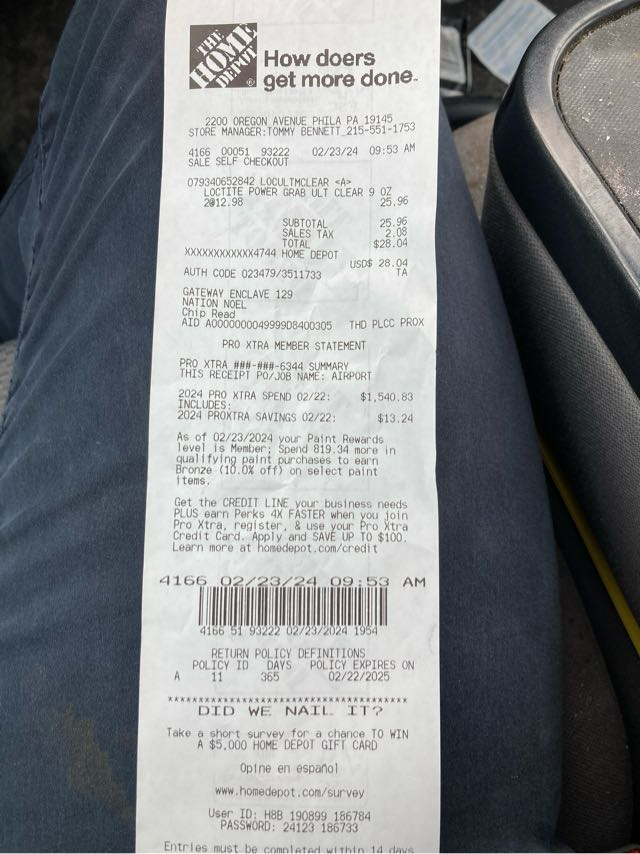 THE
HOME
DEPOT
How doers
get more done.
2200 OREGON AVENUE PHILA PA 19145
STORE MANAGER:TOMMY BENNETT 215-551-1753
4166 00051 93222 02/23/24 09:53 AM
SALE SELF CHECKOUT
079340652842 LOCULTMCLEAR <A>
LOCTITE POWER GRAB ULT CLEAR 9 OZ
2@12.98 25.96
SUBTOTAL 25.96
SALES TAX 2.08
TOTAL $28.04
XXXXXXXXXXXX4744 HOME DEPOT
USD$ 28.04
AUTH CODE 023479/3511733 TA
GATEWAY ENCLAVE 129
NATION NOEL
Chip Read
AID A0000000049999D8400305 THD PLCC PROX
PRO XTRA MEMBER STATEMENT
PRO XTRA ###-###-6344 SUMMARY
THIS RECEIPT PO/JOB NAME: AIRPORT
2024 PRO XTRA SPEND 02/22: $1,540.83
INCLUDES:
2024 PROXTRA SAVINGS 02/22: $13.24
As of 02/23/2024 your Paint Rewards
level is Member; Spend 819.34 more in
qualifying paint purchases to earn
Bronze (10.0% off) on select paint
items.
Get the CREDIT LINE your business needs
PLUS earn Perks 4X FASTER when you join
Pro Xtra, register, & use your Pro Xtra
Credit Card. Apply and SAVE UP TO $100.
Learn more at homedepot.com/credit
4166 02/23/24 09:53 AM
4166 51 93222 02/23/2024 1954
RETURN POLICY DEFINITIONS
POLICY ID DAYS POLICY EXPIRES ON
A 11 365 02/22/2025
****************************************
DID WE NAIL IT?
Take a short survey for a chance TO WIN
A $5,000 HOME DEPOT GIFT CARD
Opine en español
www.homedepot.com/survey
User ID: H8B 190899 186784
PASSWORD: 24123 186733
Entries must be completed within 14 days